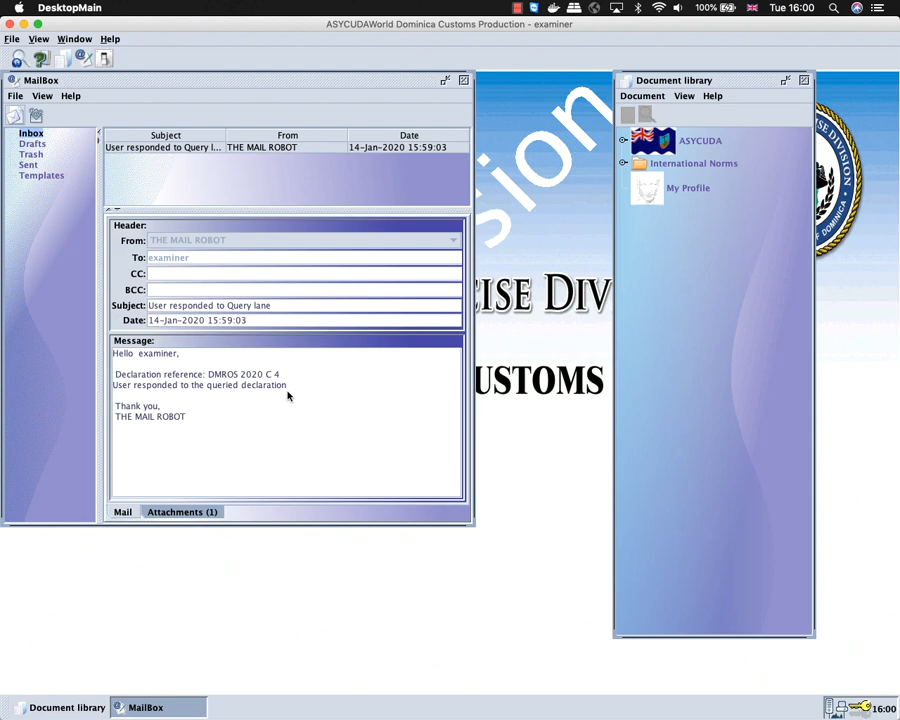 DesktopMain
100%
Tue 16:00
ASYCUDAWorld Dominica Customs Production - examiner
File View Window Help
MailBox
File View Help
Inbox
Drafts
Trash
Sent
Templates
Subject From Date
User responded to Query l... THE MAIL ROBOT 14-Jan-2020 15:59:03
Header:
From: THE MAIL ROBOT
To: examiner
CC:
BCC:
Subject: User responded to Query lane
Date: 14-Jan-2020 15:59:03
Message:
Hello examiner,
Declaration reference: DMROS 2020 C 4
User responded to the queried declaration
Thank you,
THE MAIL ROBOT
Mail Attachments (1)
Document library
Document View Help
ASYCUDA
International Norms
My Profile
sion
CISE DIV
USTOMS
SE DIVISION
OF DOMINICA
Document library MailBox 16:00